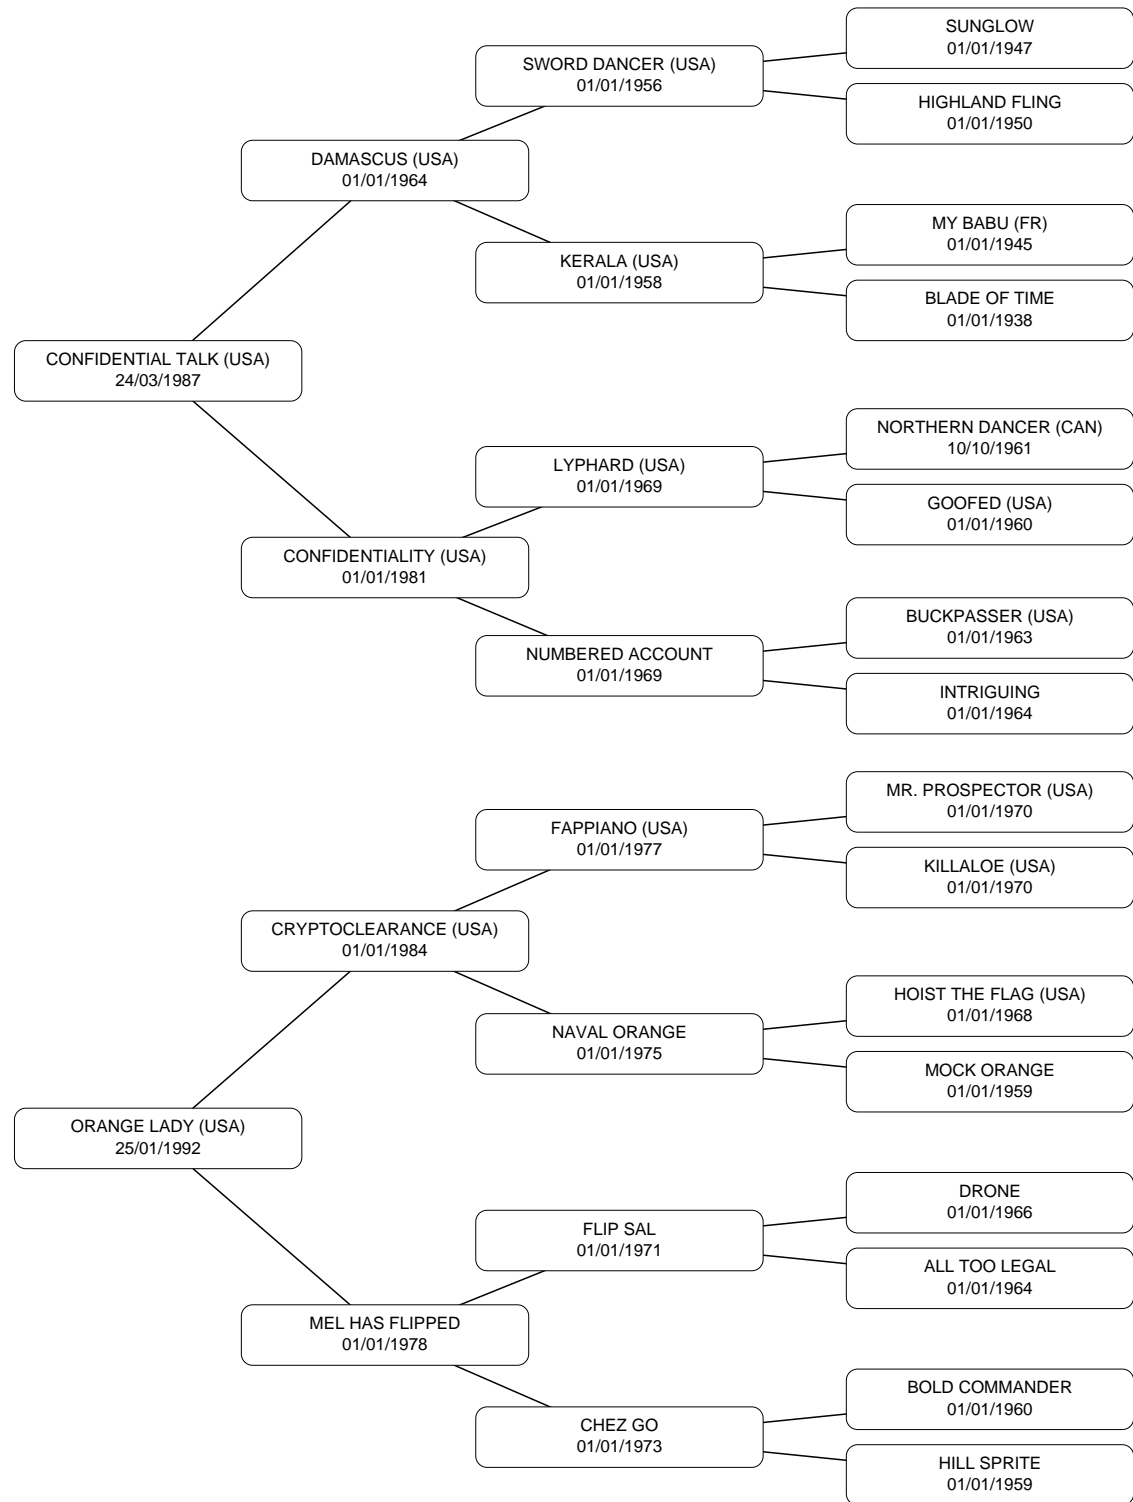 SUNGLOW
01/01/1947
SWORD DANCER (USA)
01/01/1956
HIGHLAND FLING
01/01/1950
DAMASCUS (USA)
01/01/1964
MY BABU (FR)
01/01/1945
KERALA (USA)
01/01/1958
BLADE OF TIME
01/01/1938
CONFIDENTIAL TALK (USA)
24/03/1987
NORTHERN DANCER (CAN)
10/10/1961
LYPHARD (USA)
01/01/1969
GOOFED (USA)
01/01/1960
CONFIDENTIALITY (USA)
01/01/1981
BUCKPASSER (USA)
01/01/1963
NUMBERED ACCOUNT
01/01/1969
INTRIGUING
01/01/1964
MR. PROSPECTOR (USA)
01/01/1970
FAPPIANO (USA)
01/01/1977
KILLALOE (USA)
01/01/1970
CRYPTOCLEARANCE (USA)
01/01/1984
HOIST THE FLAG (USA)
01/01/1968
NAVAL ORANGE
01/01/1975
MOCK ORANGE
01/01/1959
ORANGE LADY (USA)
25/01/1992
DRONE
01/01/1966
FLIP SAL
01/01/1971
ALL TOO LEGAL
01/01/1964
MEL HAS FLIPPED
01/01/1978
BOLD COMMANDER
01/01/1960
CHEZ GO
01/01/1973
HILL SPRITE
01/01/1959